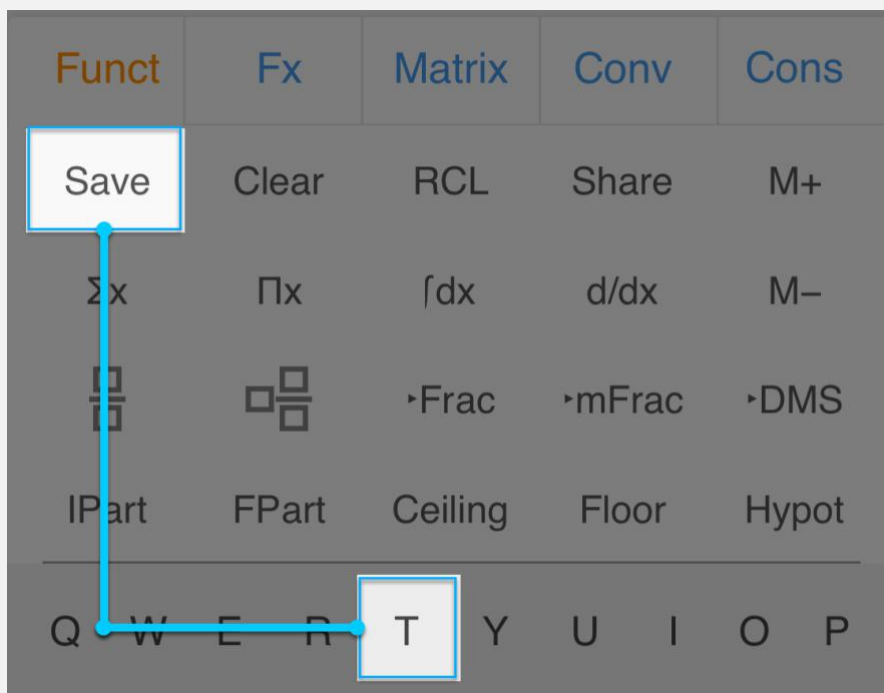 Funct Fx Matrix Conv Cons
Save Clear RCL Share M+
Σx Πx ∫dx d/dx M−
▸Frac ▸mFrac ▸DMS
IPart FPart Ceiling Floor Hypot
Q W E R T Y U I O P